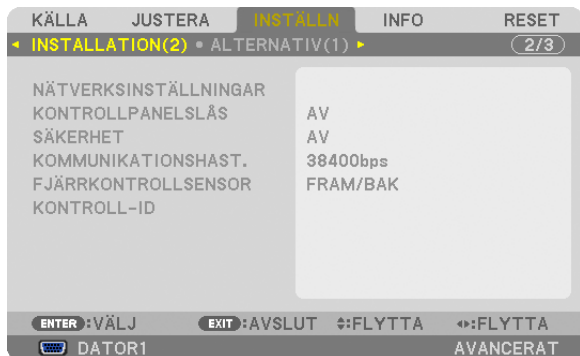 KÄLLA JUSTERA INSTÄLLN INFO RESET
INSTALLATION(2) • ALTERNATIV(1) 2/3
NÄTVERKSINSTÄLLNINGAR
KONTROLLPANELSLÅS AV
SÄKERHET AV
KOMMUNIKATIONSHAST. 38400bps
FJÄRRKONTROLLSENSOR FRAM/BAK
KONTROLL-ID
ENTER :VÄLJ EXIT :AVSLUT :FLYTTA :FLYTTA
DATOR1 AVANCERAT